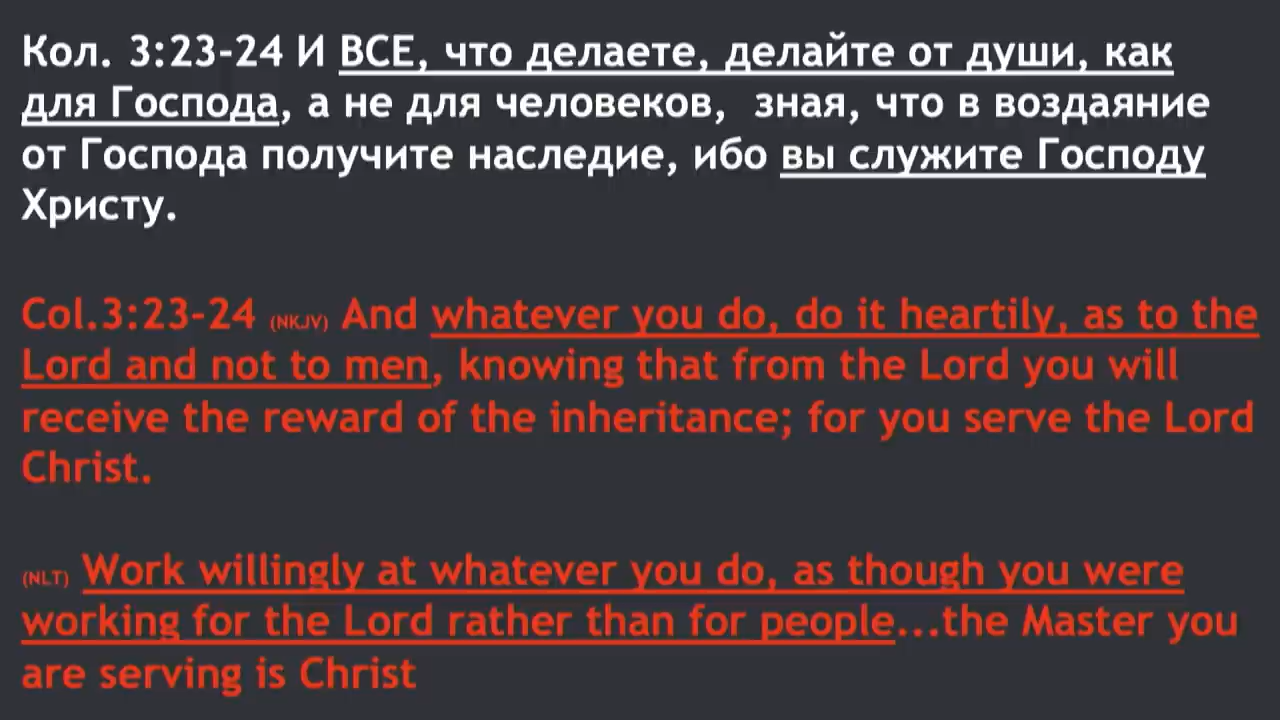 Кол. 3:23-24 И ВСЕ, что делаете, делайте от души, как
для Господа, а не для человеков, зная, что в воздаяние
от Господа получите наследие, ибо вы служите Господу
Христу.
Col.3:23-24 (NKJV) And whatever you do, do it heartily, as to the
Lord and not to men, knowing that from the Lord you will
receive the reward of the inheritance; for you serve the Lord
Christ.
(NLT) Work willingly at whatever you do, as though you were
working for the Lord rather than for people...the Master you
are serving is Christ